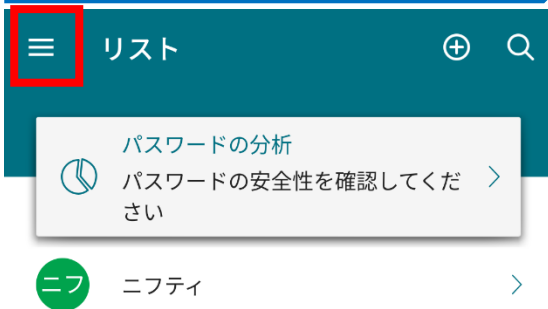 リスト
パスワードの分析
パスワードの安全性を確認してくだ
さい
ニフ
ニフティ